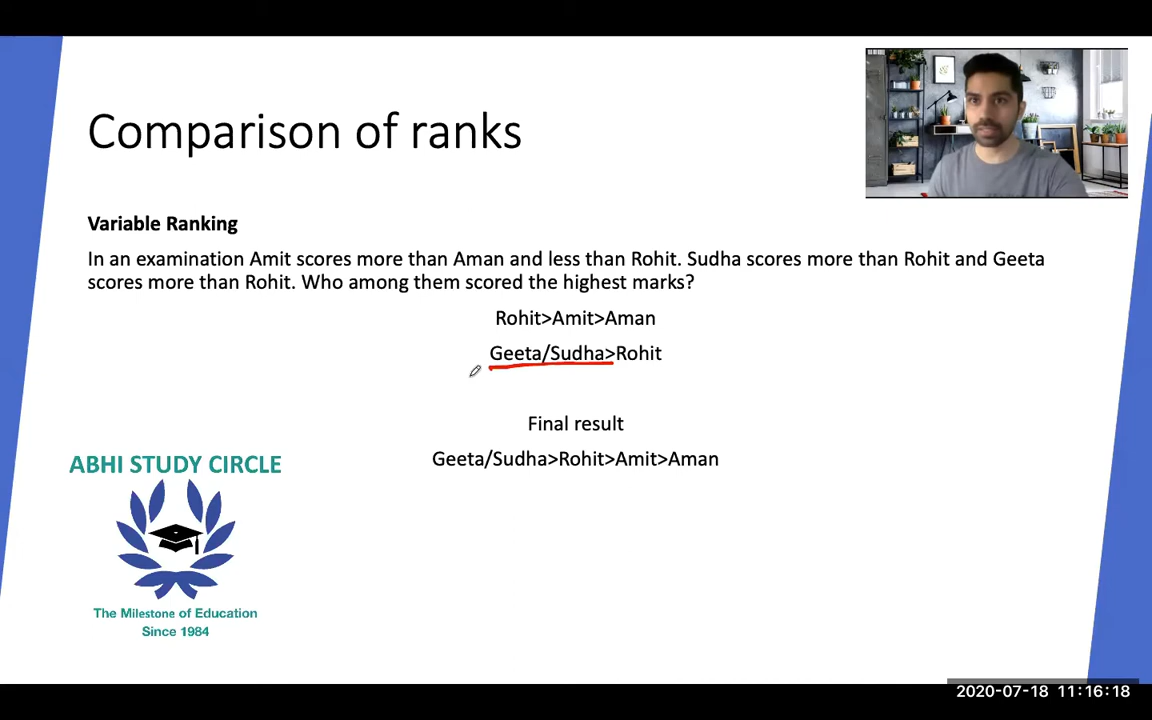 Comparison of ranks
Variable Ranking
In an examination Amit scores more than Aman and less than Rohit. Sudha scores more than Rohit and Geeta
scores more than Rohit. Who among them scored the highest marks?
Rohit>Amit>Aman
Geeta/Sudha>Rohit
Final result
Geeta/Sudha>Rohit>Amit>Aman
ABHI STUDY CIRCLE
The Milestone of Education
Since 1984
2020-07-18 11:16:18